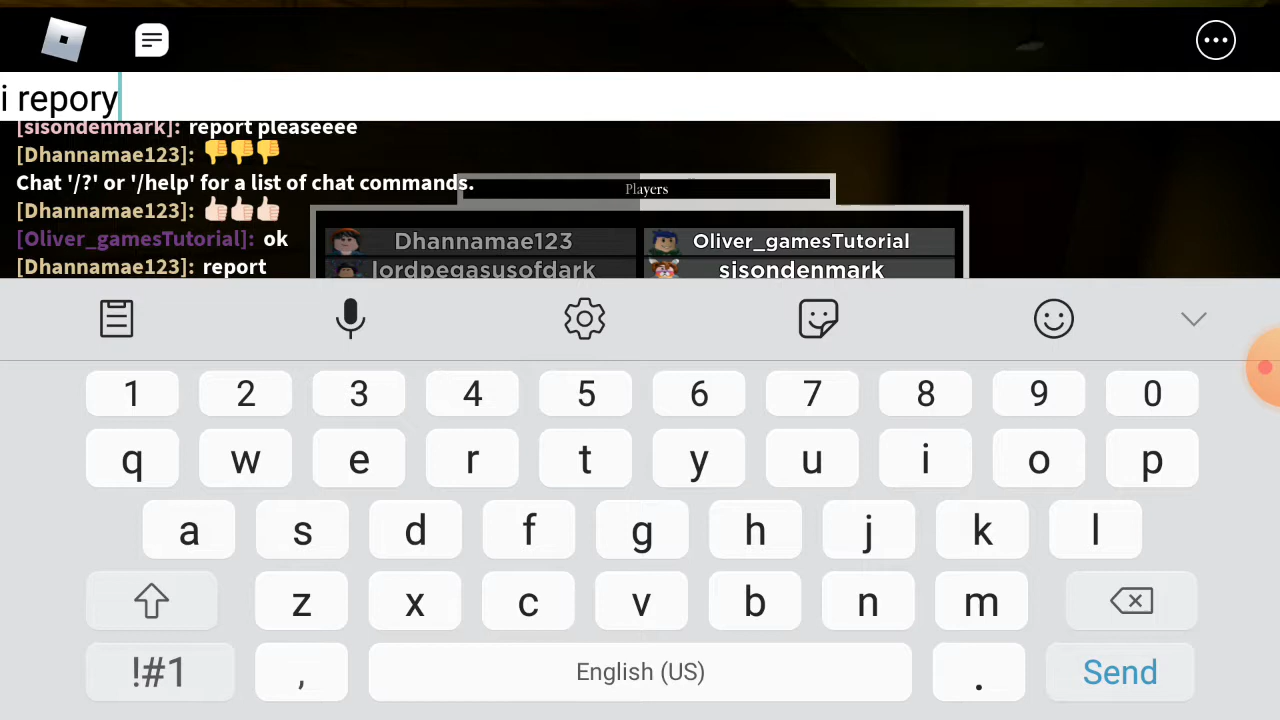 i repory
[sisondenmark]: report pleaseeee
[Dhannamae123]: 👎👎👎
Chat '/?' or '/help' for a list of chat commands.
Players
[Dhannamae123]: 👍🏻👍🏻👍🏻
[Oliver_gamesTutorial]: ok
Dhannamae123 Oliver_gamesTutorial
[Dhannamae123]: report
lordpegasusofdark sisondenmark
1 2 3 4 5 6 7 8 9 0
q w e r t y u i o p
a s d f g h j k l
z x c v b n m
!#1 , English (US) . Send